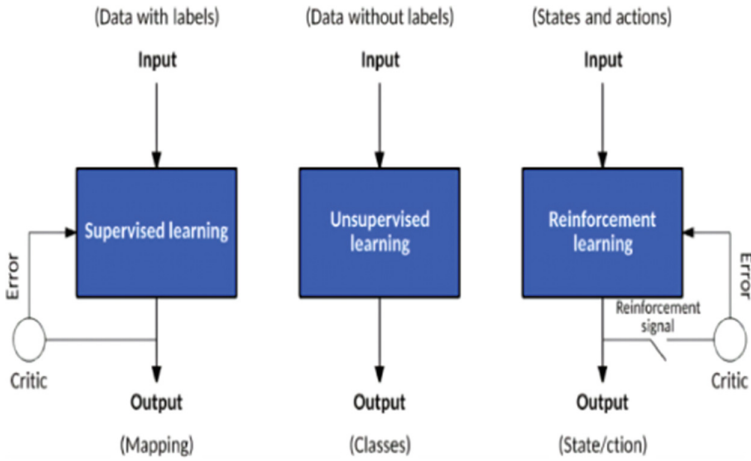 (Data with labels)
Input
Supervised learning
Error
Critic
Output
(Mapping)
(Data without labels)
Input
Unsupervised
learning
Output
(Classes)
(States and actions)
Input
Reinforcement
learning
Reinforcement
signal
Error
Critic
Output
(State/ction)